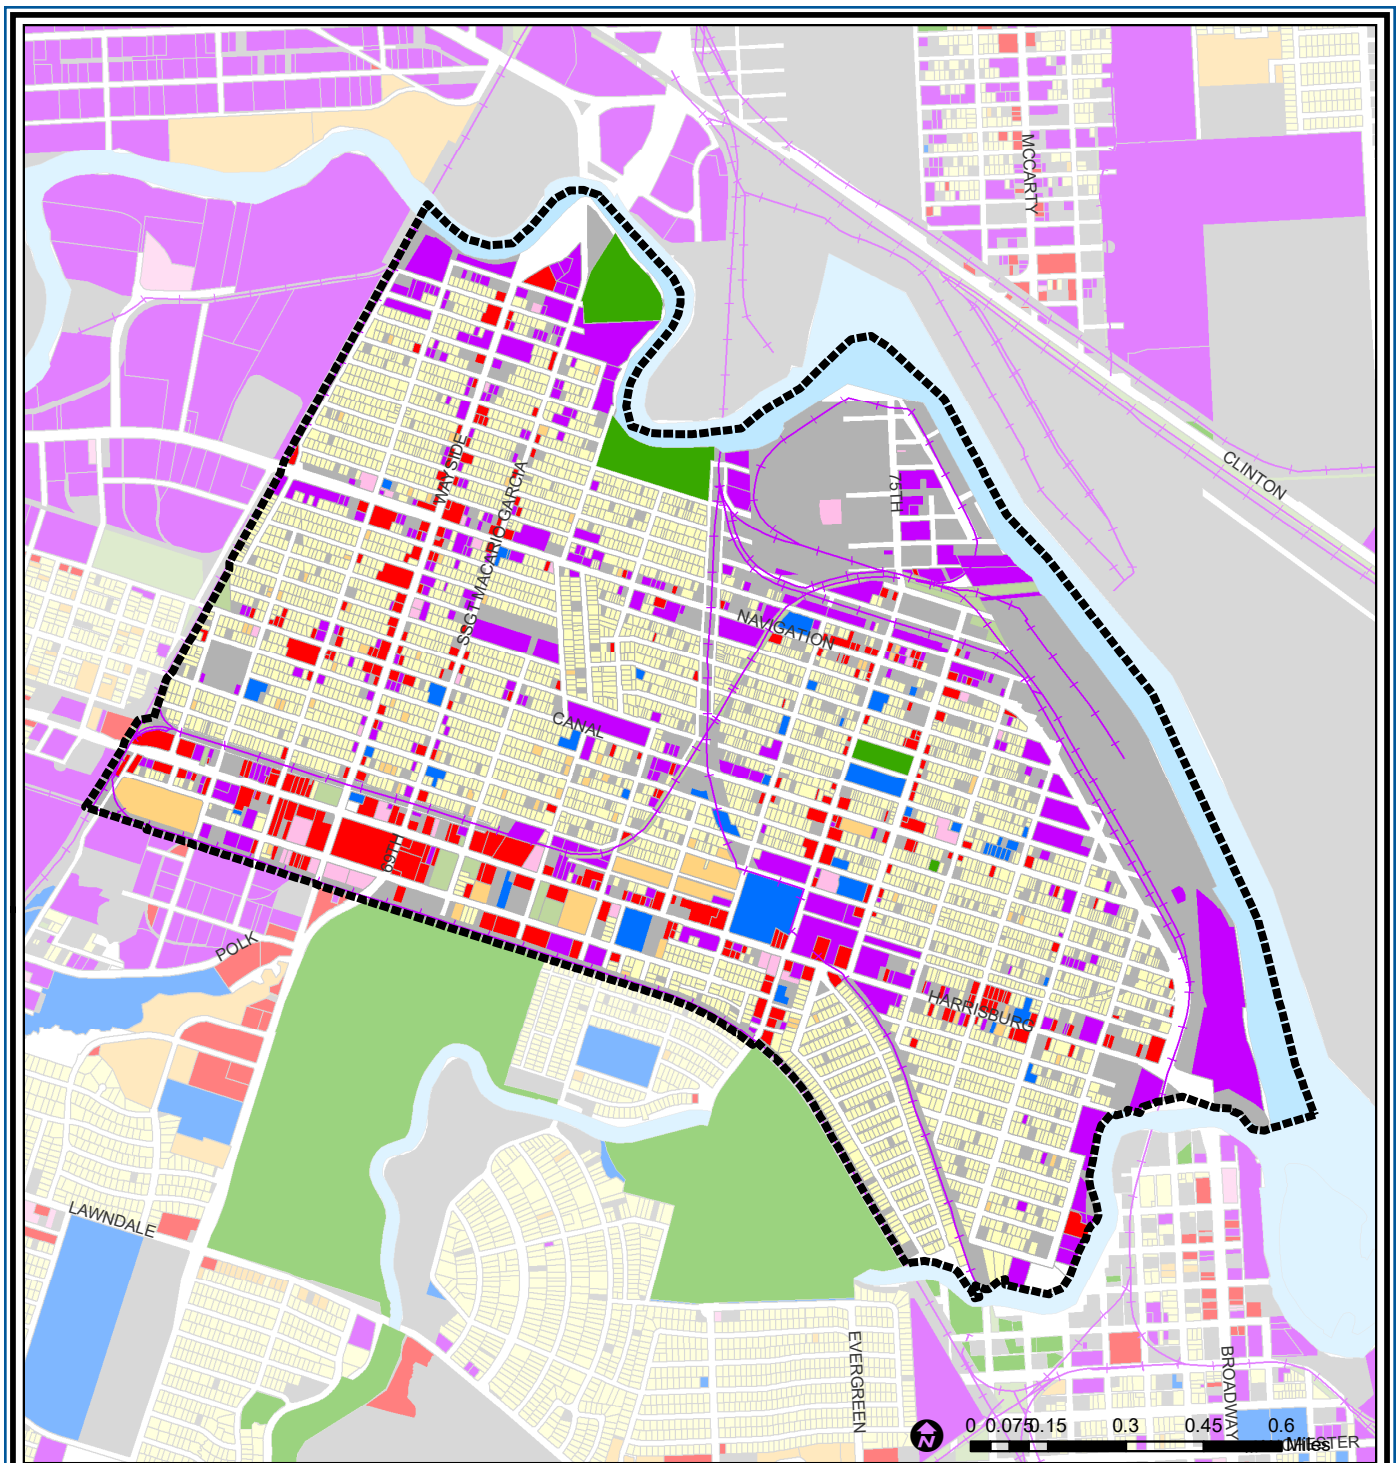 MCCARTY
CLINTON
WAYSIDE
SSGT MACARIO GARCIA
75TH
NAVIGATION
CANAL
69TH
POLK
HARRISBURG
LAWNDALE
EVERGREEN
BROADWAY
N
0 0.075 0.15 0.3 0.45 0.6
Miles